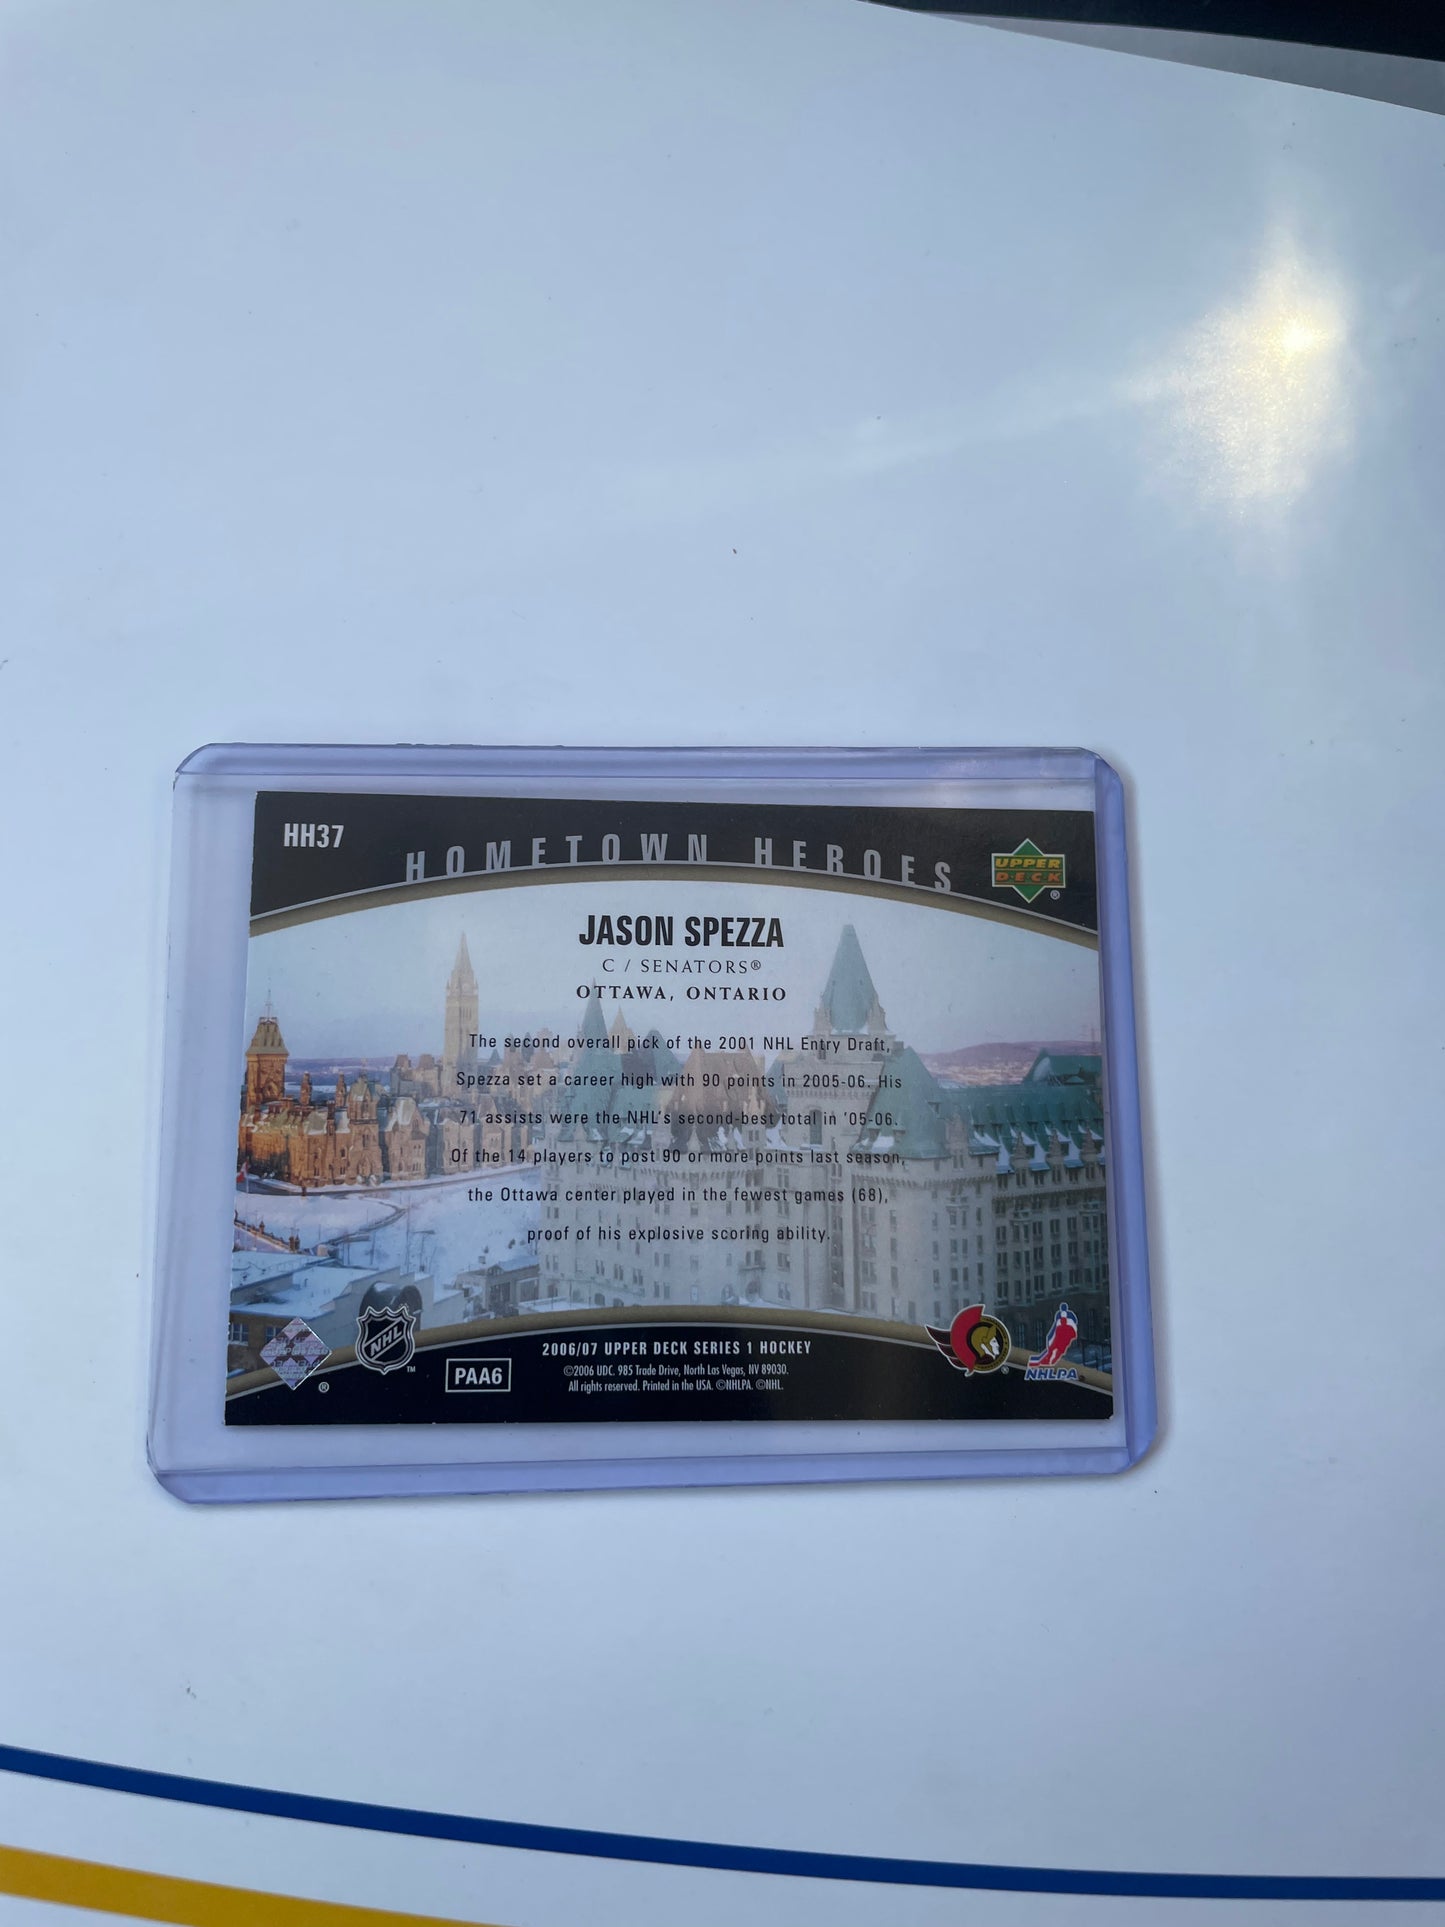 HH37
HOMETOWN HEROES
UPPER
DECK
®
JASON SPEZZA
C / SENATORS®
OTTAWA, ONTARIO
The second overall pick of the 2001 NHL Entry Draft,
Spezza set a career high with 90 points in 2005-06. His
71 assists were the NHL's second-best total in '05-06.
Of the 14 players to post 90 or more points last season,
the Ottawa center played in the fewest games (68),
proof of his explosive scoring ability.
®
NHL
™
PAA6
2006/07 UPPER DECK SERIES 1 HOCKEY
©2006 UDC. 985 Trade Drive, North Las Vegas, NV 89030.
All rights reserved. Printed in the USA. ©NHLPA. ©NHL.
®
NHLPA